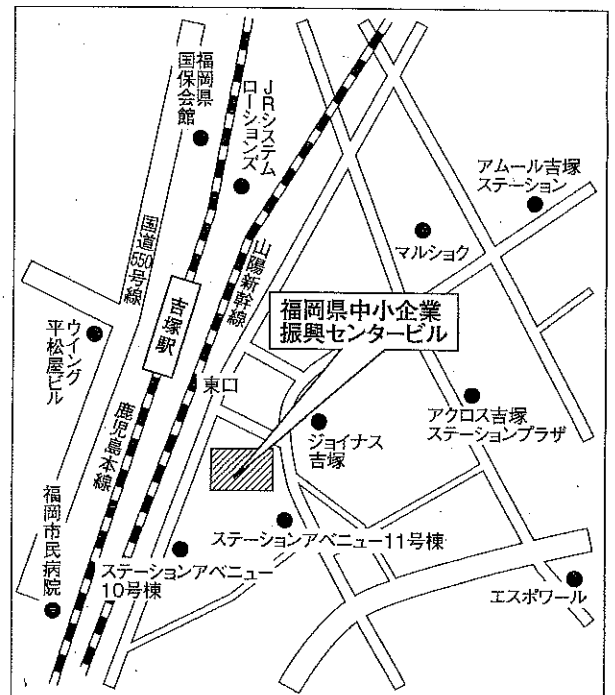 福岡県
国保会館
JRシステム
ローションズ
アムール吉塚
ステーション
マルショク
国道550号線
山陽新幹線
吉塚駅
福岡県中小企業
振興センタービル
ウイング
平松屋ビル
東口
鹿児島本線
ジョイナス
吉塚
アクロス吉塚
ステーションプラザ
福岡市民病院
ステーションアベニュー11号棟
ステーションアベニュー
10号棟
エスポワール